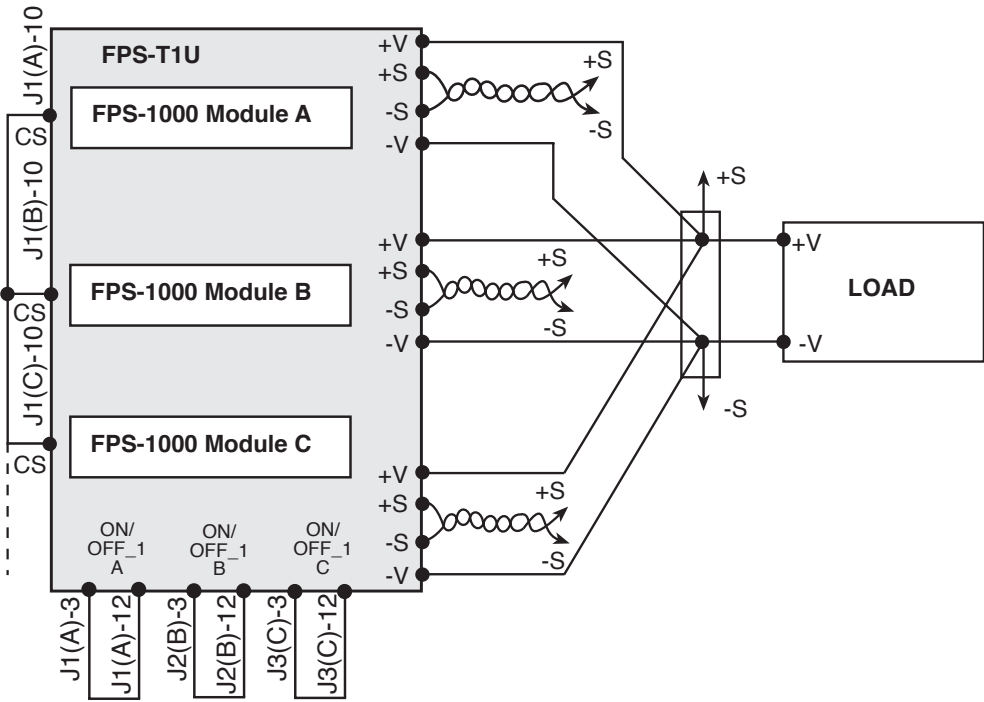 FPS-T1U
J1(A)-10
CS
FPS-1000 Module A
+V
+S
-S
-V
+S
-S
J1(B)-10
CS
FPS-1000 Module B
+V
+S
-S
-V
+S
-S
J1(C)-10
CS
FPS-1000 Module C
+V
+S
-S
-V
+S
-S
+S
-S
+V
LOAD
-V
ON/
OFF_1
A
ON/
OFF_1
B
ON/
OFF_1
C
J1(A)-3
J1(A)-12
J2(B)-3
J2(B)-12
J3(C)-3
J3(C)-12